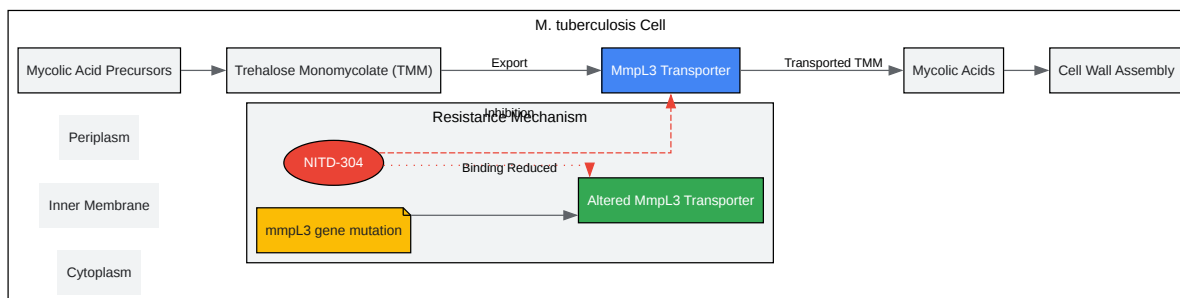 M. tuberculosis Cell
Mycolic Acid Precursors
Trehalose Monomycolate (TMM)
Export
MmpL3 Transporter
Transported TMM
Mycolic Acids
Cell Wall Assembly
Inhibition
Resistance Mechanism
Periplasm
NITD-304
Binding Reduced
Inner Membrane
Altered MmpL3 Transporter
mmpL3 gene mutation
Cytoplasm